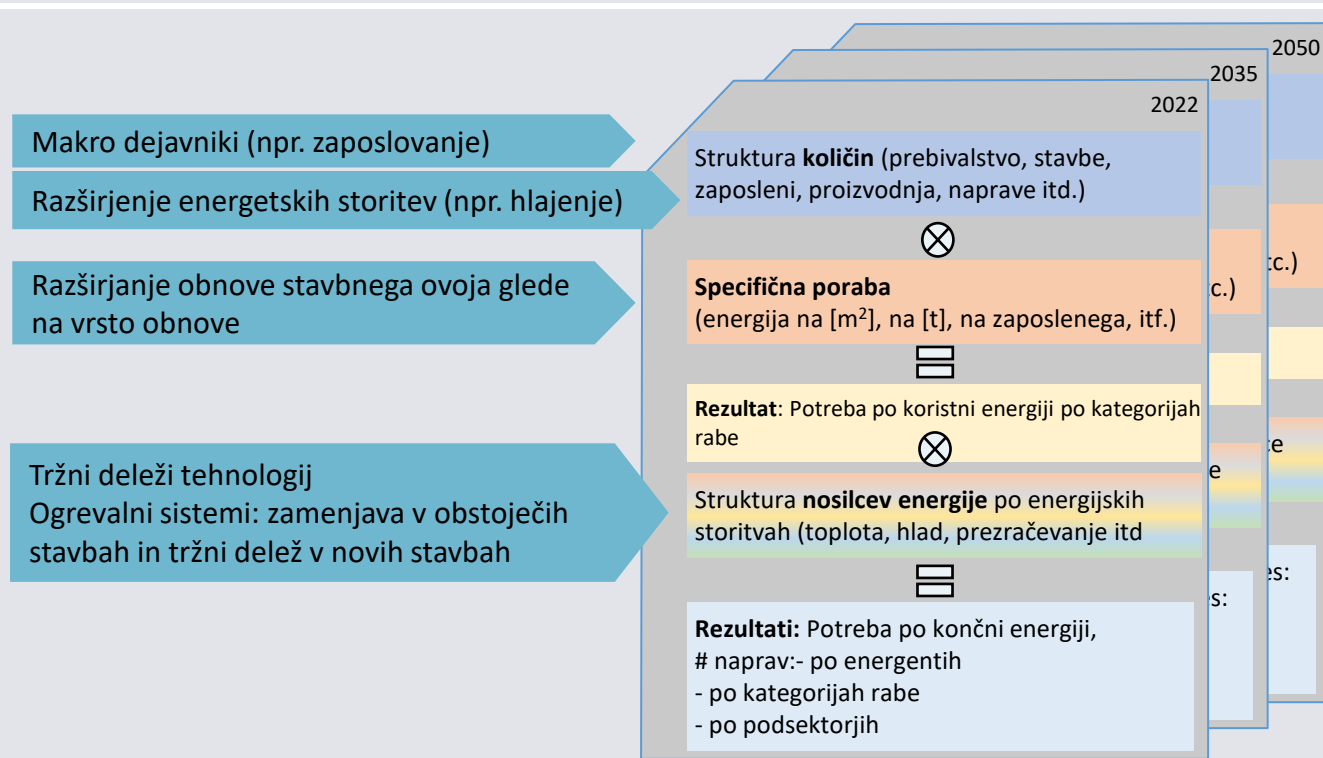 2050
2035
2022
Makro dejavniki (npr. zaposlovanje)
Razširjenje energetskih storitev (npr. hlajenje)
Razširjanje obnove stavbnega ovoja glede
na vrsto obnove
Tržni deleži tehnologij
Ogrevalni sistemi: zamenjava v obstoječih
stavbah in tržni delež v novih stavbah
Struktura količin (prebivalstvo, stavbe,
zaposleni, proizvodnja, naprave itd.)
Specifična poraba
(energija na [m²], na [t], na zaposlenega, itf.)
Rezultat: Potreba po koristni energiji po kategorijah
rabe
Struktura nosilcev energije po energijskih
storitvah (toplota, hlad, prezračevanje itd
Rezultati: Potreba po končni energiji,
# naprav:- po energentih
- po kategorijah rabe
- po podsektorjih
c.)
e
s:
tc.)
ce
es: